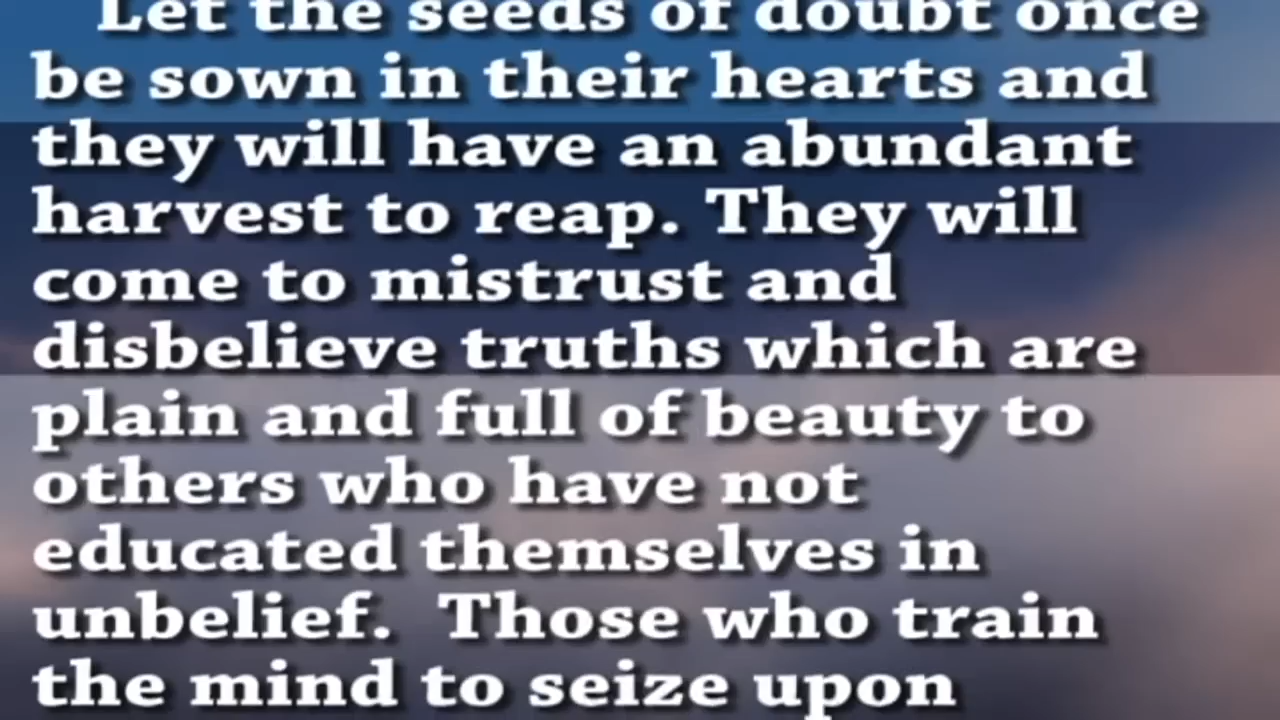 Let the seeds of doubt once
be sown in their hearts and
they will have an abundant
harvest to reap. They will
come to mistrust and
disbelieve truths which are
plain and full of beauty to
others who have not
educated themselves in
unbelief.  Those who train
the mind to seize upon